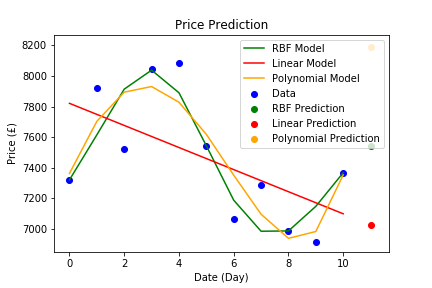 Price Prediction
8200
8000
7800
7600
7400
7200
7000
Price (£)
0
2
4
6
8
10
Date (Day)
RBF Model
Linear Model
Polynomial Model
Data
RBF Prediction
Linear Prediction
Polynomial Prediction